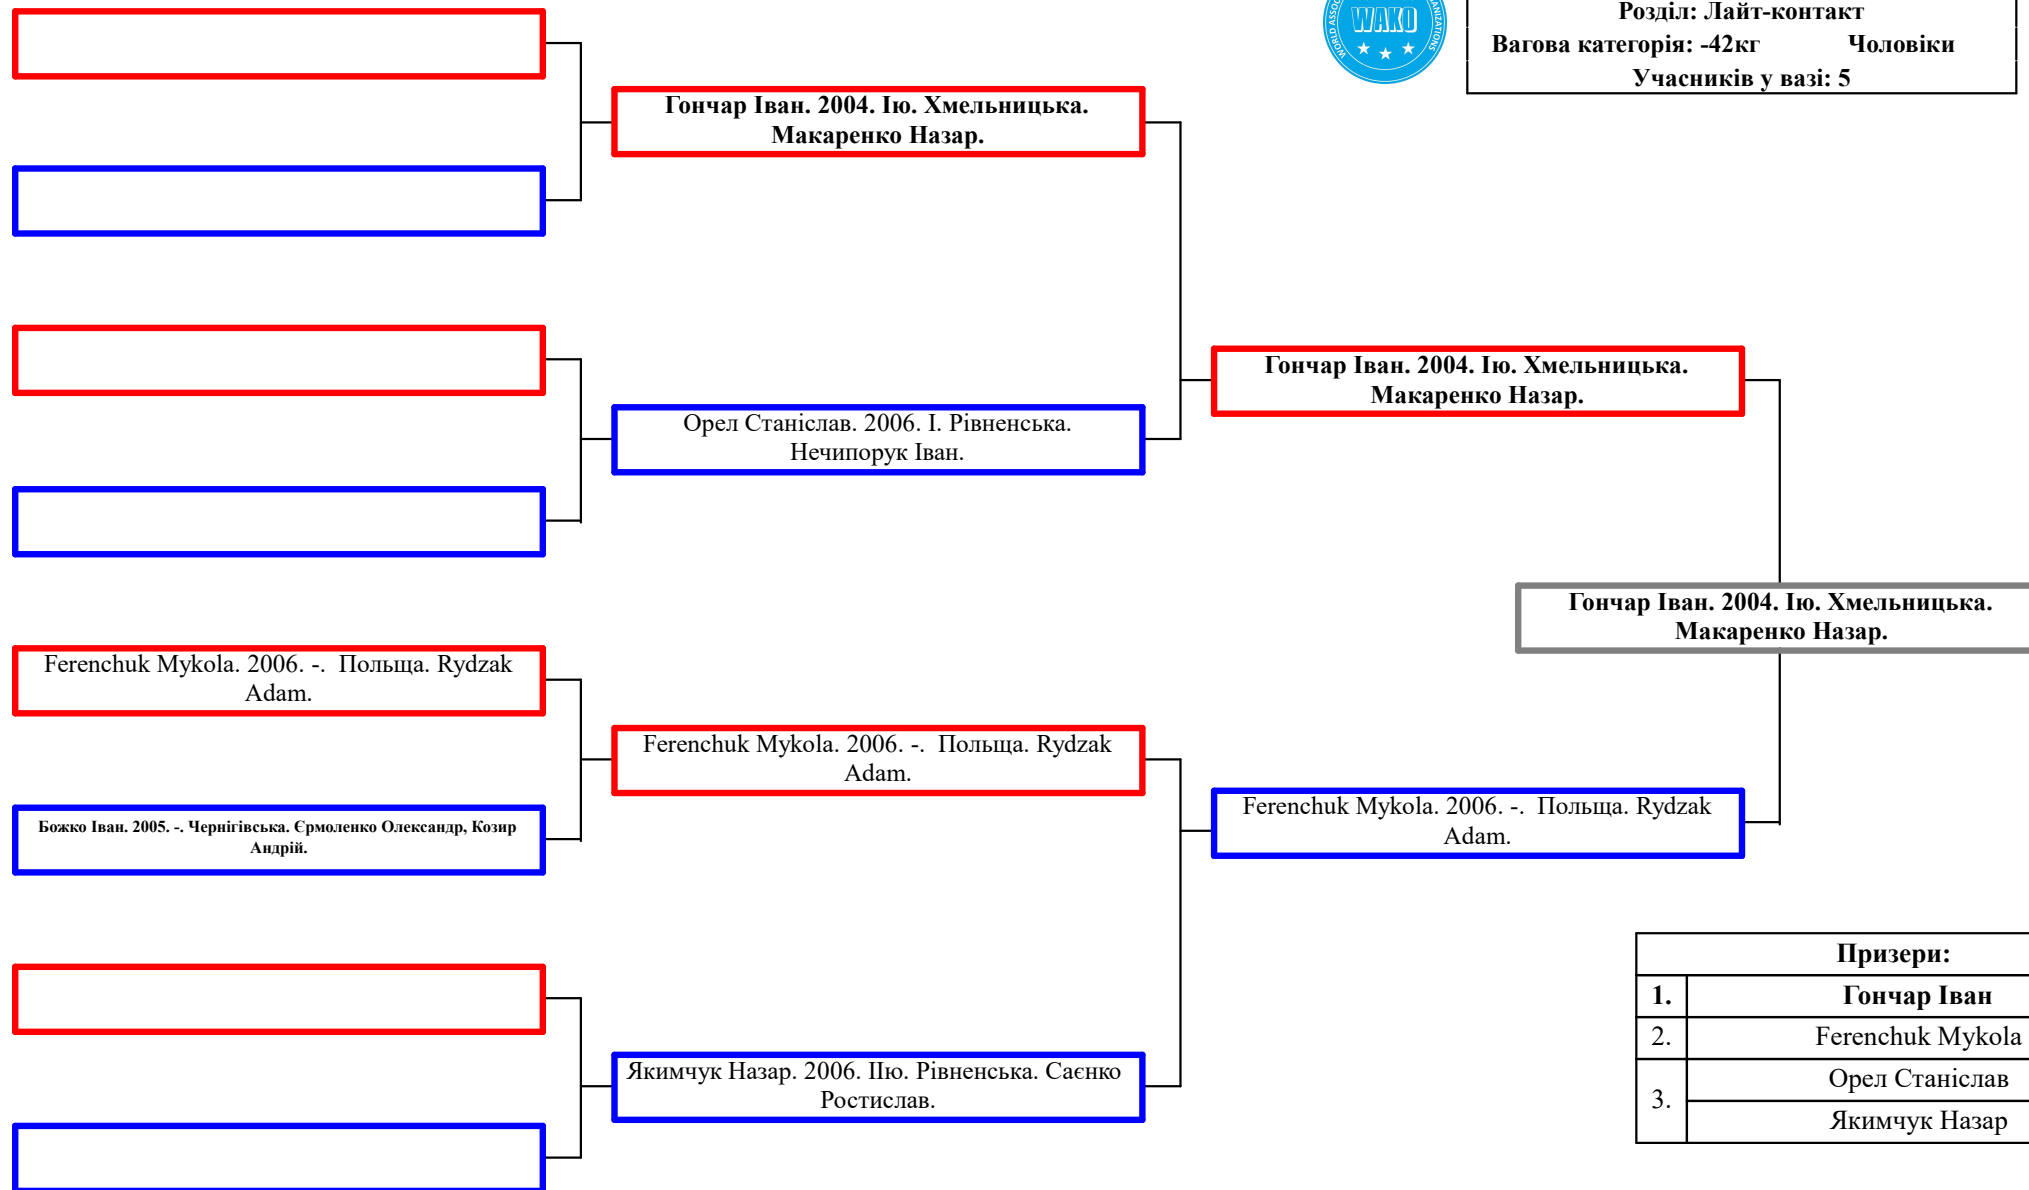 WORLD ASSOC
ANIZATIONS
WAKO
Розділ: Лайт-контакт
Вагова категорія: -42кг Чоловіки
Учасників у вазі: 5
Гончар Іван. 2004. Ію. Хмельницька.
Макаренко Назар.
Орел Станіслав. 2006. І. Рівненська.
Нечипорук Іван.
Гончар Іван. 2004. Ію. Хмельницька.
Макаренко Назар.
Гончар Іван. 2004. Ію. Хмельницька.
Макаренко Назар.
Ferenchuk Mykola. 2006. -. Польща. Rydzak
Adam.
Божко Іван. 2005. -. Чернігівська. Єрмоленко Олександр, Козир
Андрій.
Ferenchuk Mykola. 2006. -. Польща. Rydzak
Adam.
Ferenchuk Mykola. 2006. -. Польща. Rydzak
Adam.
Якимчук Назар. 2006. ІІю. Рівненська. Саєнко
Ростислав.
Призери:
1. Гончар Іван
2. Ferenchuk Mykola
3. Орел Станіслав
Якимчук Назар